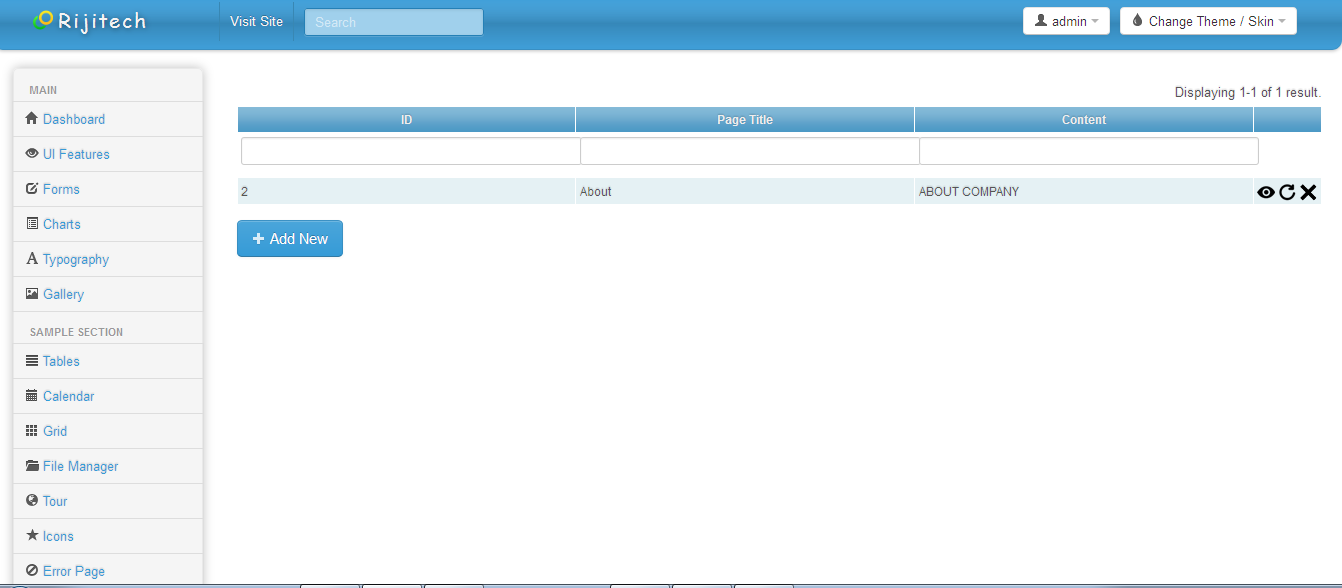 Rijitech
Visit Site
Search
admin
Change Theme / Skin
MAIN
Dashboard
UI Features
Forms
Charts
Typography
Gallery
SAMPLE SECTION
Tables
Calendar
Grid
File Manager
Tour
Icons
Error Page
Displaying 1-1 of 1 result.
ID Page Title Content
2 About ABOUT COMPANY
Add New